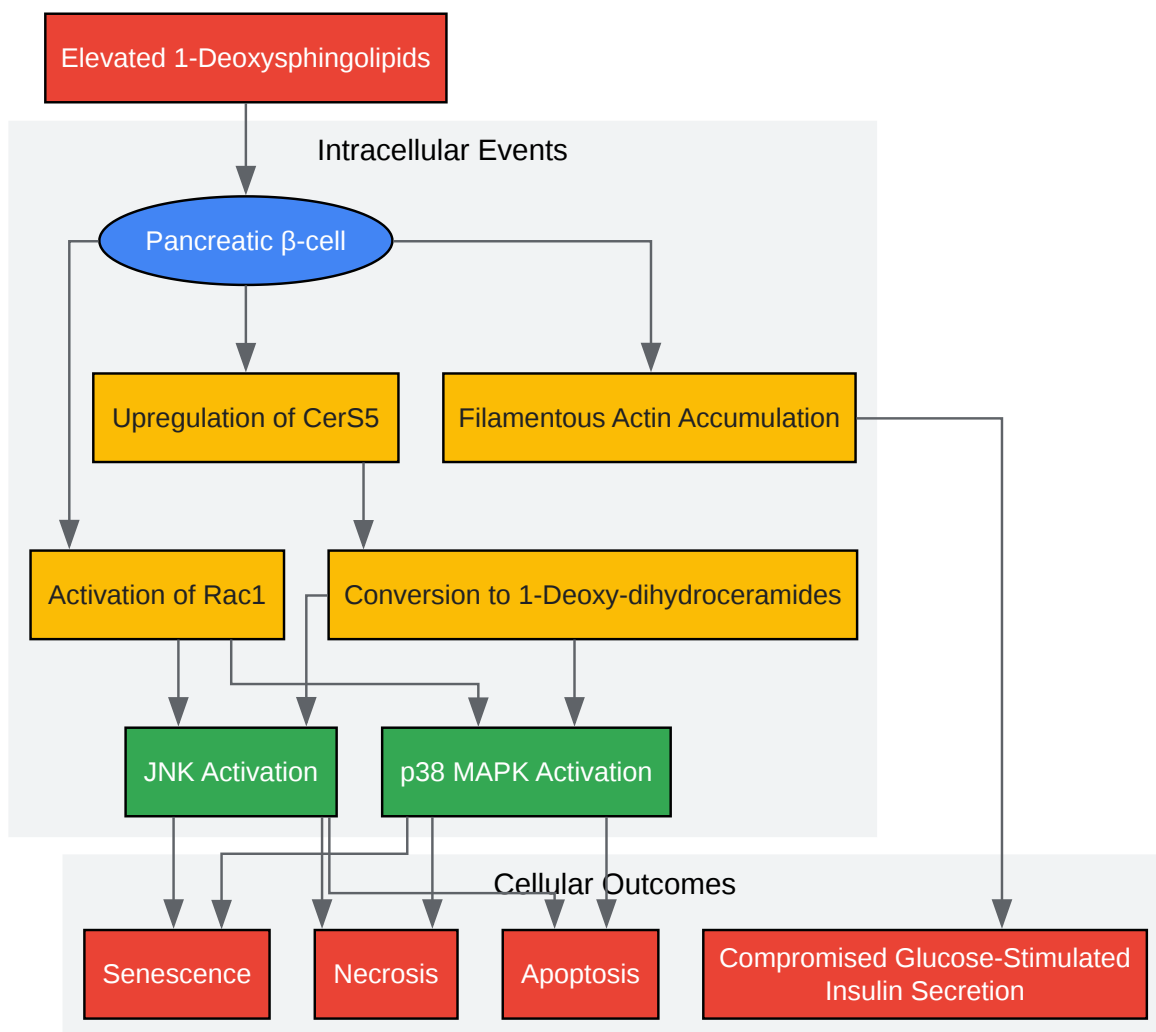 Elevated 1-Deoxysphingolipids
Intracellular Events
Pancreatic β-cell
Upregulation of CerS5
Filamentous Actin Accumulation
Activation of Rac1
Conversion to 1-Deoxy-dihydroceramides
JNK Activation
p38 MAPK Activation
Cellular Outcomes
Senescence
Necrosis
Apoptosis
Compromised Glucose-Stimulated
Insulin Secretion